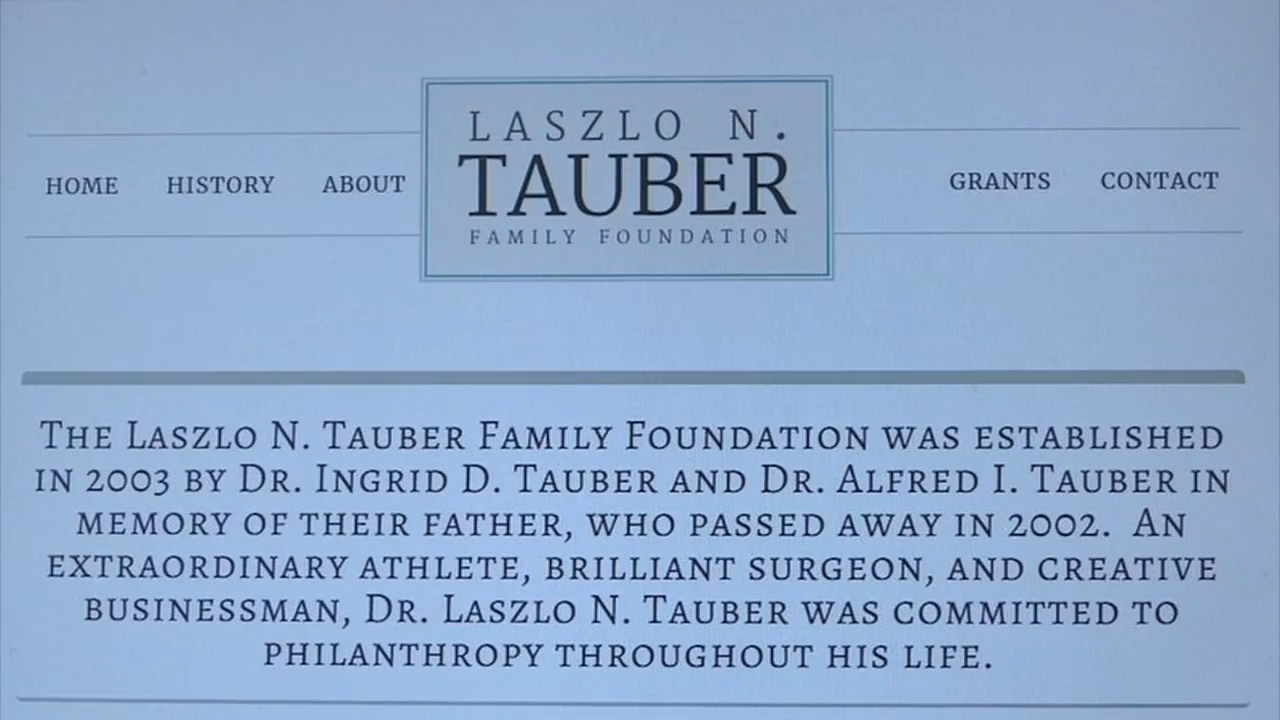 LASZLO N.
TAUBER
FAMILY FOUNDATION
HOME HISTORY ABOUT GRANTS CONTACT
THE LASZLO N. TAUBER FAMILY FOUNDATION WAS ESTABLISHED
IN 2003 BY DR. INGRID D. TAUBER AND DR. ALFRED I. TAUBER IN
MEMORY OF THEIR FATHER, WHO PASSED AWAY IN 2002. AN
EXTRAORDINARY ATHLETE, BRILLIANT SURGEON, AND CREATIVE
BUSINESSMAN, DR. LASZLO N. TAUBER WAS COMMITTED TO
PHILANTHROPY THROUGHOUT HIS LIFE.